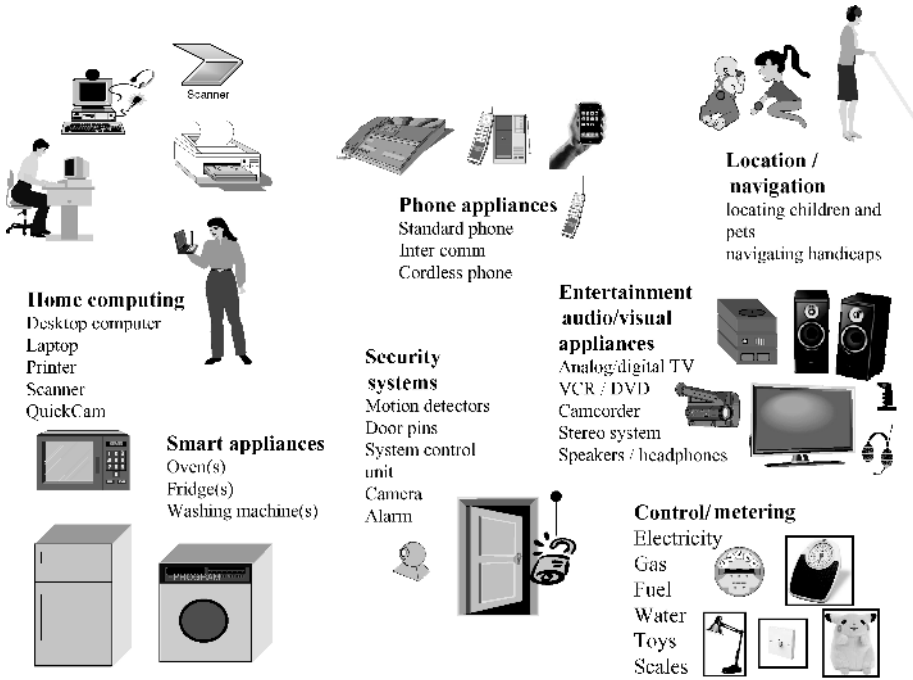 Scanner
Location /
navigation
locating children and
pets
navigating handicaps
Phone appliances
Standard phone
Inter comm
Cordless phone
Home computing
Desktop computer
Laptop
Printer
Scanner
QuickCam
Entertainment
audio/visual
appliances
Analog/digital TV
VCR / DVD
Camcorder
Stereo system
Speakers / headphones
Security
systems
Motion detectors
Door pins
System control
unit
Camera
Alarm
Smart appliances
Oven(s)
Fridge(s)
Washing machine(s)
PROGRAM
Control/ metering
Electricity
Gas
Fuel
Water
Toys
Scales